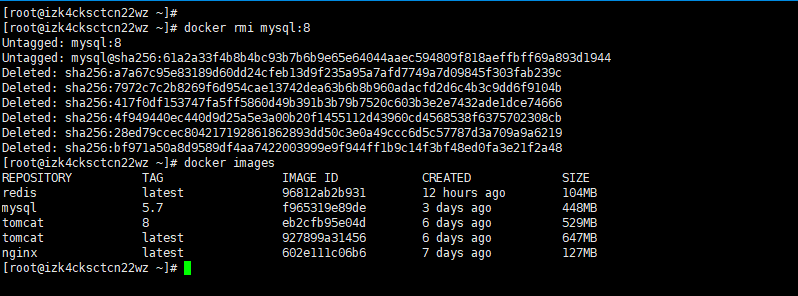 [root@izk4cksctcn22wz ~]#
[root@izk4cksctcn22wz ~]# docker rmi mysql:8
Untagged: mysql:8
Untagged: mysql@sha256:61a2a33f4b8b4bc93b7b6b9e65e64044aaec594809f818aeffbff69a893d1944
Deleted: sha256:a7a67c95e83189d60dd24cfeb13d9f235a95a7afd7749a7d09845f303fab239c
Deleted: sha256:7972c7c2b8269f6d954cae13742dea63b6b8b960adacfd2d6c4b3c9dd6f9104b
Deleted: sha256:417f0df153747fa5ff5860d49b391b3b79b7520c603b3e2e7432ade1dce74666
Deleted: sha256:4f949440ec440d9d25a5e3a00b20f1455112d43960cd4568538f6375702308cb
Deleted: sha256:28ed79ccec804217192861862893dd50c3e0a49ccc6d5c57787d3a709a9a6219
Deleted: sha256:bf971a50a8d9589df4aa7422003999e9f944ff1b9c14f3bf48ed0fa3e21f2a48
[root@izk4cksctcn22wz ~]# docker images
REPOSITORY TAG IMAGE ID CREATED SIZE
redis latest 96812ab2b931 12 hours ago 104MB
mysql 5.7 f965319e89de 3 days ago 448MB
tomcat 8 eb2cfb95e04d 6 days ago 529MB
tomcat latest 927899a31456 6 days ago 647MB
nginx latest 602e111c06b6 7 days ago 127MB
[root@izk4cksctcn22wz ~]#